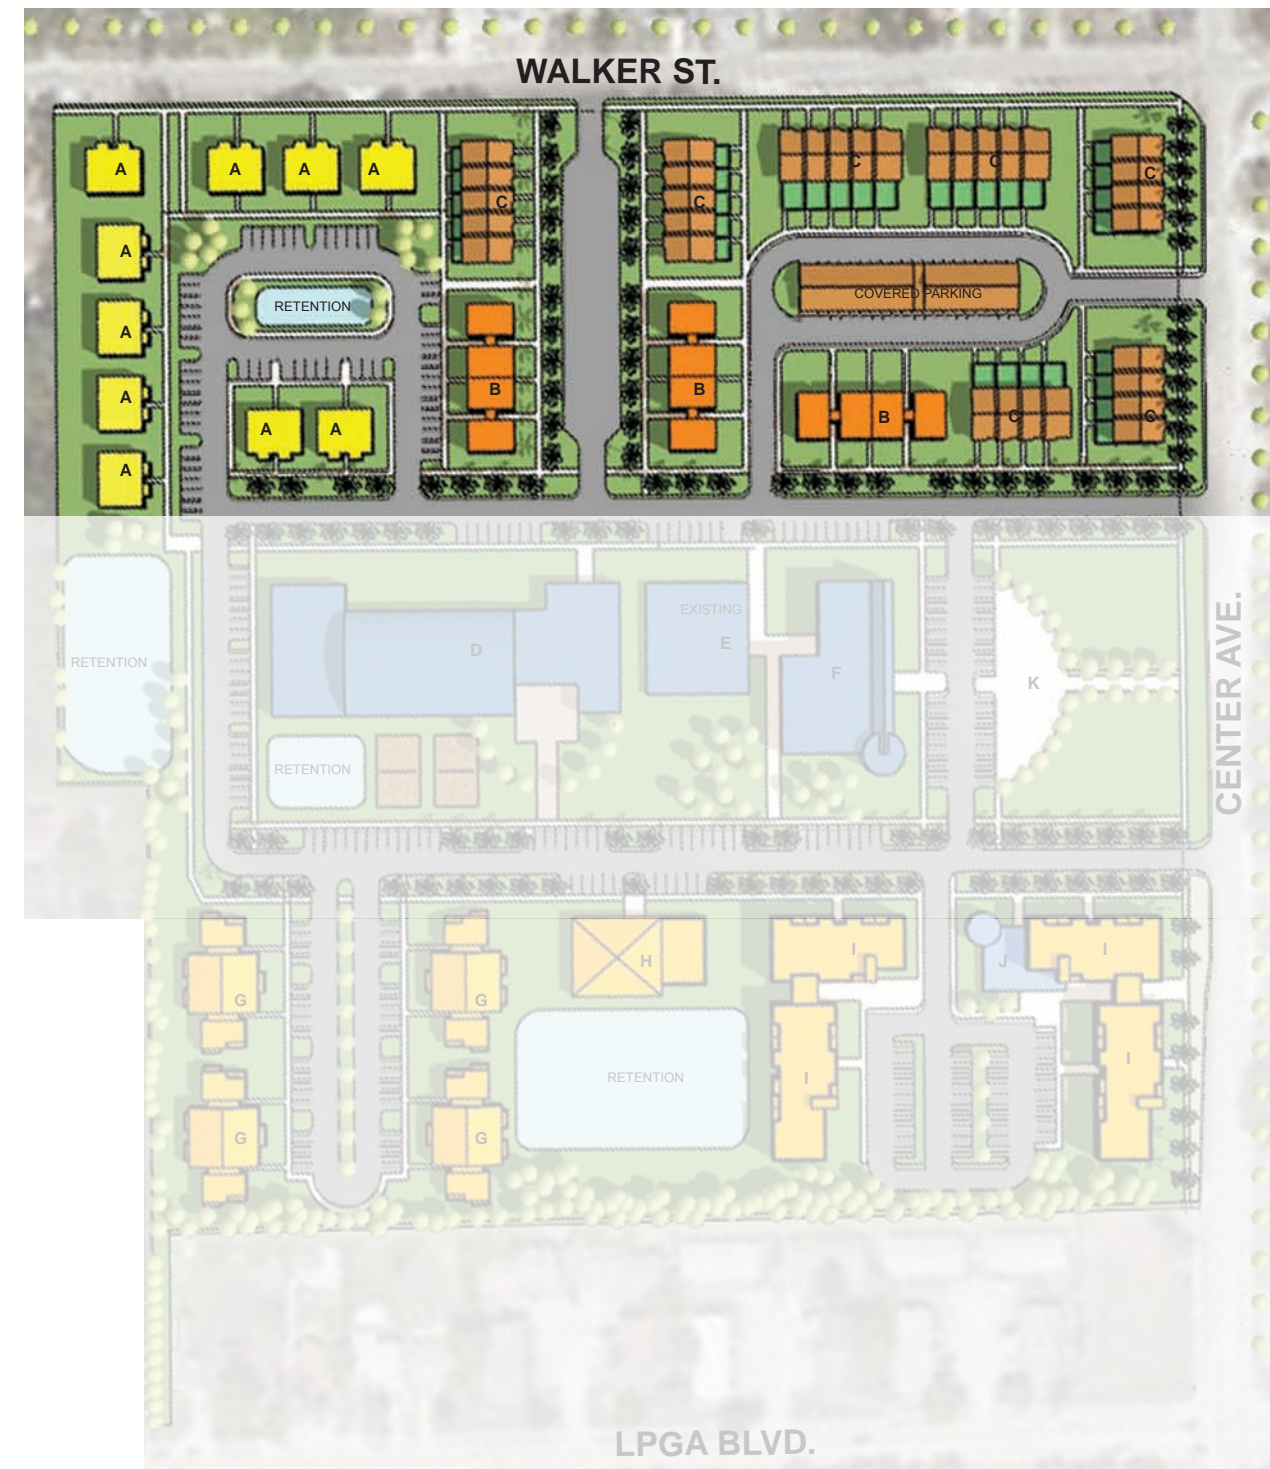 WALKER ST.
A
A A A
C
C
C
C
C
A
RETENTION
COVERED PARKING
A
B
B
A
A A
B
C
C
A
EXISTING
D
E
F
K
RETENTION
RETENTION
CENTER AVE.
G
G
H
I
J
I
RETENTION
I
I
G
G
LPGA BLVD.